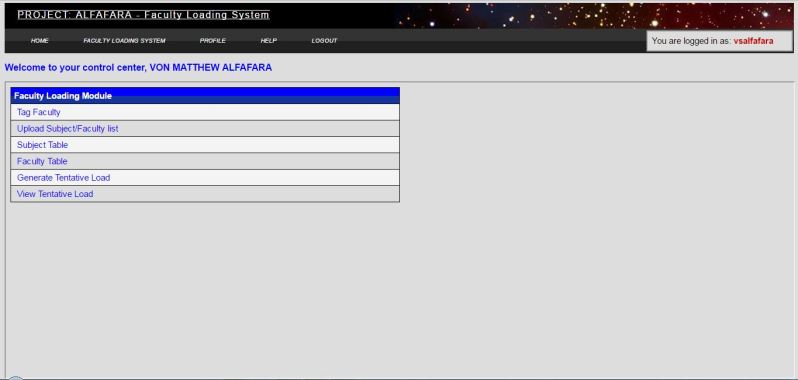 PROJECT: ALFAFARA - Faculty Loading System
HOME FACULTY LOADING SYSTEM PROFILE HELP LOGOUT
You are logged in as: vsalfafara
Welcome to your control center, VON MATTHEW ALFAFARA
Faculty Loading Module
Tag Faculty
Upload Subject/Faculty list
Subject Table
Faculty Table
Generate Tentative Load
View Tentative Load